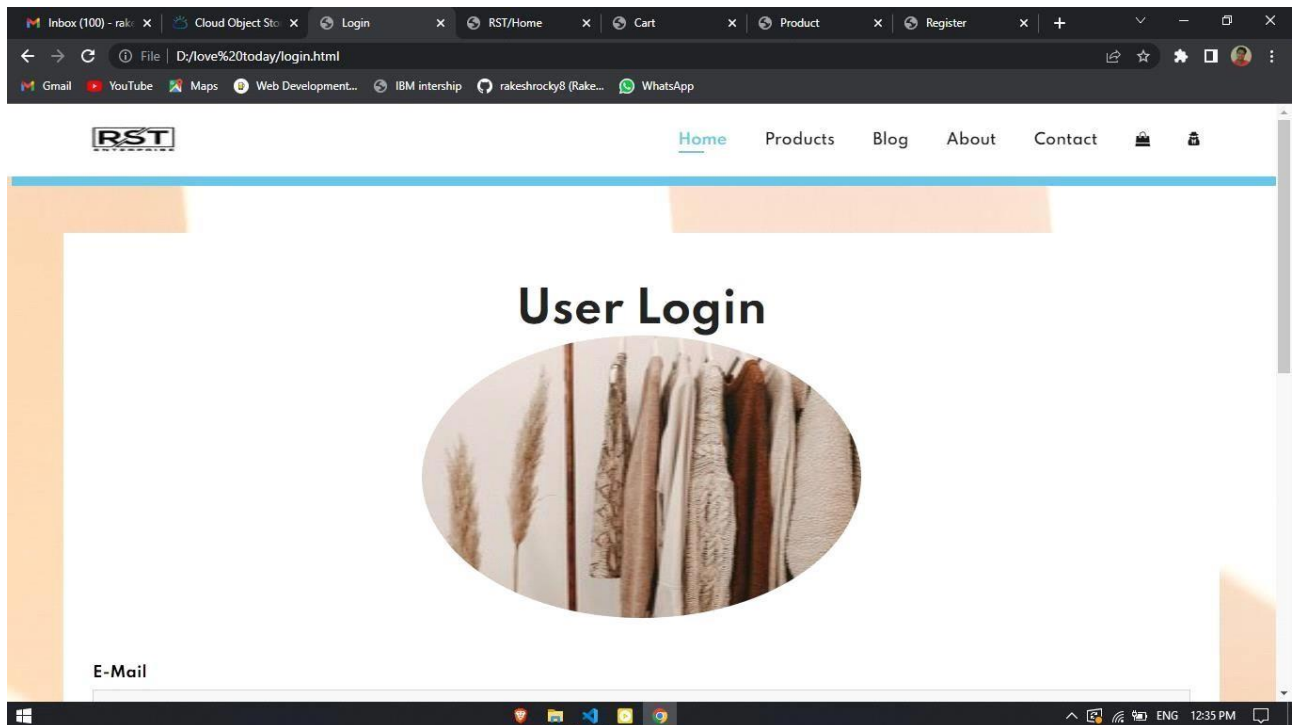 Inbox (100) - rake
Cloud Object Sto
Login
RST/Home
Cart
Product
Register
File
D:/love%20today/login.html
Gmail
YouTube
Maps
Web Development...
IBM intership
rakeshrocky8 (Rake...
WhatsApp
RST
ENTERPRISE
Home
Products
Blog
About
Contact
User Login
E-Mail
ENG
12:35 PM